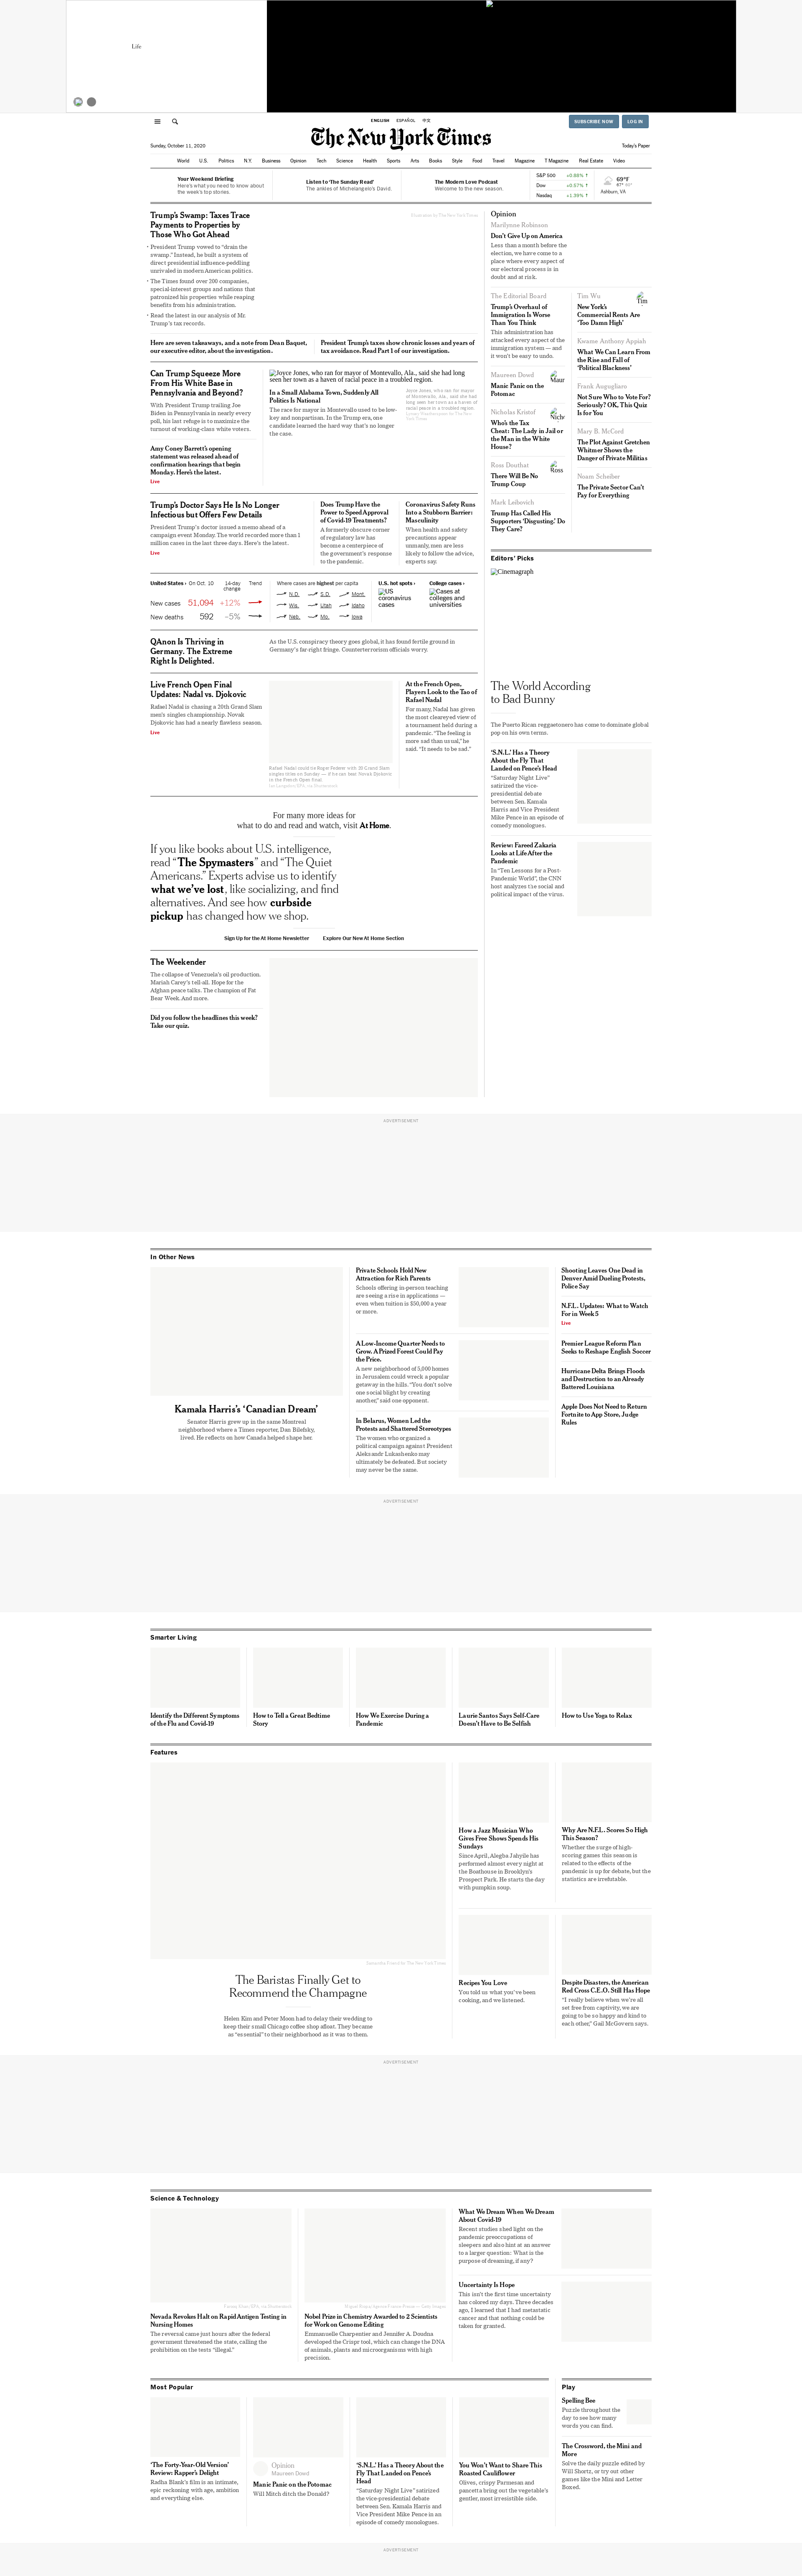 Life
ENGLISH ESPAÑOL 中文
SUBSCRIBE NOW LOG IN
The New York Times
Sunday, October 11, 2020
Today's Paper
World U.S. Politics N.Y. Business Opinion Tech Science Health Sports Arts Books Style Food Travel Magazine T Magazine Real Estate Video
Your Weekend Briefing
Here's what you need to know about
the week's top stories.
Listen to 'The Sunday Read'
The ankles of Michelangelo's David.
The Modern Love Podcast
Welcome to the new season.
S&P 500 +0.88% ↑
Dow +0.57% ↑
Nasdaq +1.39% ↑
69°F
Ashburn, VA
Trump's Swamp: Taxes Trace
Payments to Properties by
Those Who Got Ahead
• President Trump vowed to "drain the
swamp." Instead, he built a system of
direct presidential influence-peddling
unrivaled in modern American politics.
• The Times found over 200 companies,
special-interest groups and nations that
patronized his properties while reaping
benefits from his administration.
• Read the latest in our analysis of Mr.
Trump's tax records.
Illustration by The New York Times
Here are seven takeaways, and a note from Dean Baquet,
our executive editor, about the investigation..
President Trump's taxes show chronic losses and years of
tax avoidance. Read Part 1 of our investigation.
Can Trump Squeeze More
From His White Base in
Pennsylvania and Beyond?
With President Trump trailing Joe
Biden in Pennsylvania in nearly every
poll, his last refuge is to maximize the
turnout of working-class white voters.
Amy Coney Barrett's opening
statement was released ahead of
confirmation hearings that begin
Monday. Here's the latest.
Live
Joyce Jones, who ran for mayor of Montevallo, Ala., said she had long
seen her town as a haven of racial peace in a troubled region.
In a Small Alabama Town, Suddenly All
Politics Is National
The race for mayor in Montevallo used to be low-
key and nonpartisan. In the Trump era, one
candidate learned the hard way that's no longer
the case.
Joyce Jones, who ran for mayor
of Montevallo, Ala., said she had
long seen her town as a haven of
racial peace in a troubled region.
Trump's Doctor Says He Is No Longer
Infectious but Offers Few Details
President Trump's doctor issued a memo ahead of a
campaign event Monday. The world recorded more than 1
million cases in the last three days. Here's the latest.
Live
Does Trump Have the
Power to Speed Approval
of Covid-19 Treatments?
A formerly obscure corner
of regulatory law has
become a centerpiece of
the government's response
to the pandemic.
Coronavirus Safety Runs
Into a Stubborn Barrier:
Masculinity
When health and safety
precautions appear
unmanly, men are less
likely to follow the advice,
experts say.
United States › On Oct. 10 14-day change Trend
New cases 51,094 +12%
New deaths 592 –5%
Where cases are highest per capita
N.D. S.D. Mont.
Wis. Utah Idaho
Neb. Mo. Iowa
U.S. hot spots ›
US
coronavirus
cases
College cases ›
Cases at
colleges and
universities
QAnon Is Thriving in
Germany. The Extreme
Right Is Delighted.
As the U.S. conspiracy theory goes global, it has found fertile ground in
Germany's far-right fringe. Counterterrorism officials worry.
Live French Open Final
Updates: Nadal vs. Djokovic
Rafael Nadal is chasing a 20th Grand Slam
men's singles championship. Novak
Djokovic has had a nearly flawless season.
Live
Rafael Nadal could tie Roger Federer with 20 Grand Slam
singles titles on Sunday — if he can beat Novak Djokovic
in the French Open final.
At the French Open,
Players Look to the Tao of
Rafael Nadal
For many, Nadal has given
the most cleareyed view of
a tournament held during a
pandemic. "The feeling is
more sad than usual," he
said. "It needs to be sad."
For many more ideas for
what to do and read and watch, visit At Home.
If you like books about U.S. intelligence,
read "The Spymasters" and "The Quiet
Americans." Experts advise us to identify
what we've lost, like socializing, and find
alternatives. And see how curbside
pickup has changed how we shop.
Sign Up for the At Home Newsletter Explore Our New At Home Section
The Weekender
The collapse of Venezuela's oil production.
Mariah Carey's tell-all. Hope for the
Afghan peace talks. The champion of Fat
Bear Week. And more.
Did you follow the headlines this week?
Take our quiz.
Opinion
Marilynne Robinson
Don't Give Up on America
Less than a month before the
election, we have come to a
place where every aspect of
our electoral process is in
doubt and at risk.
The Editorial Board
Trump's Overhaul of
Immigration Is Worse
Than You Think
This administration has
attacked every aspect of the
immigration system — and
it won't be easy to undo.
Maureen Dowd
Manic Panic on the
Potomac
Nicholas Kristof
Who's the Tax
Cheat: The Lady in Jail or
the Man in the White
House?
Ross Douthat
There Will Be No
Trump Coup
Mark Leibovich
Trump Has Called His
Supporters 'Disgusting.' Do
They Care?
Tim Wu
New York's
Commercial Rents Are
'Too Damn High'
Kwame Anthony Appiah
What We Can Learn From
the Rise and Fall of
'Political Blackness'
Frank Augugliaro
Not Sure Who to Vote For?
Seriously? OK, This Quiz
Is for You
Mary B. McCord
The Plot Against Gretchen
Whitmer Shows the
Danger of Private Militias
Noam Scheiber
The Private Sector Can't
Pay for Everything
Editors' Picks
Cinemagraph
The World According
to Bad Bunny
The Puerto Rican reggaetonero has come to dominate global
pop on his own terms.
'S.N.L.' Has a Theory
About the Fly That
Landed on Pence's Head
"Saturday Night Live"
satirized the vice-
presidential debate
between Sen. Kamala
Harris and Vice President
Mike Pence in an episode of
comedy monologues.
Review: Fareed Zakaria
Looks at Life After the
Pandemic
In "Ten Lessons for a Post-
Pandemic World", the CNN
host analyzes the social and
political impact of the virus.
ADVERTISEMENT
In Other News
Kamala Harris's 'Canadian Dream'
Senator Harris grew up in the same Montreal
neighborhood where a Times reporter, Dan Bilefsky,
lived. He reflects on how Canada helped shape her.
Private Schools Hold New
Attraction for Rich Parents
Schools offering in-person teaching
are seeing a rise in applications —
even when tuition is $50,000 a year
or more.
A Low-Income Quarter Needs to
Grow. A Prized Forest Could Pay
the Price.
A new neighborhood of 5,000 homes
in Jerusalem could wreck a popular
getaway in the hills. "You don't solve
one social blight by creating
another," said one opponent.
In Belarus, Women Led the
Protests and Shattered Stereotypes
The women who organized a
political campaign against President
Aleksandr Lukashenko may
ultimately be defeated. But society
may never be the same.
Shooting Leaves One Dead in
Denver Amid Dueling Protests,
Police Say
N.F.L. Updates: What to Watch
For in Week 5
Live
Premier League Reform Plan
Seeks to Reshape English Soccer
Hurricane Delta Brings Floods
and Destruction to an Already
Battered Louisiana
Apple Does Not Need to Return
Fortnite to App Store, Judge
Rules
ADVERTISEMENT
Smarter Living
Identify the Different Symptoms
of the Flu and Covid-19
How to Tell a Great Bedtime
Story
How We Exercise During a
Pandemic
Laurie Santos Says Self-Care
Doesn't Have to Be Selfish
How to Use Yoga to Relax
Features
The Baristas Finally Get to
Recommend the Champagne
Helen Kim and Peter Moon had to delay their wedding to
keep their small Chicago coffee shop afloat. They became
as "essential" to their neighborhood as it was to them.
How a Jazz Musician Who
Gives Free Shows Spends His
Sundays
Since April, Alegba Jahyile has
performed almost every night at
the Boathouse in Brooklyn's
Prospect Park. He starts the day
with pumpkin soup.
Why Are N.F.L. Scores So High
This Season?
Whether the surge of high-
scoring games this season is
related to the effects of the
pandemic is up for debate, but the
statistics are irrefutable.
Recipes You Love
You told us what you've been
cooking, and we listened.
Despite Disasters, the American
Red Cross C.E.O. Still Has Hope
"I really believe when we're all
set free from captivity, we are
going to be so happy and kind to
each other," Gail McGovern says.
ADVERTISEMENT
Science & Technology
Nevada Revokes Halt on Rapid Antigen Testing in
Nursing Homes
The reversal came just hours after the federal
government threatened the state, calling the
prohibition on the tests "illegal."
Nobel Prize in Chemistry Awarded to 2 Scientists
for Work on Genome Editing
Emmanuelle Charpentier and Jennifer A. Doudna
developed the Crispr tool, which can change the DNA
of animals, plants and microorganisms with high
precision.
What We Dream When We Dream
About Covid-19
Recent studies shed light on the
pandemic preoccupations of
sleepers and also hint at an answer
to a larger question: What is the
purpose of dreaming, if any?
Uncertainty Is Hope
This isn't the first time uncertainty
has colored my days. Three decades
ago, I learned that I had metastatic
cancer and that nothing could be
taken for granted.
Most Popular
'The Forty-Year-Old Version'
Review: Rapper's Delight
Radha Blank's film is an intimate,
epic reckoning with age, ambition
and everything else.
Opinion
Maureen Dowd
Manic Panic on the Potomac
Will Mitch ditch the Donald?
'S.N.L.' Has a Theory About the
Fly That Landed on Pence's
Head
"Saturday Night Live" satirized
the vice-presidential debate
between Sen. Kamala Harris and
Vice President Mike Pence in an
episode of comedy monologues.
You Won't Want to Share This
Roasted Cauliflower
Olives, crispy Parmesan and
pancetta bring out the vegetable's
gentler, most irresistible side.
Play
Spelling Bee
Puzzle throughout the
day to see how many
words you can find.
The Crossword, the Mini and
More
Solve the daily puzzle edited by
Will Shortz, or try out other
games like the Mini and Letter
Boxed.
ADVERTISEMENT